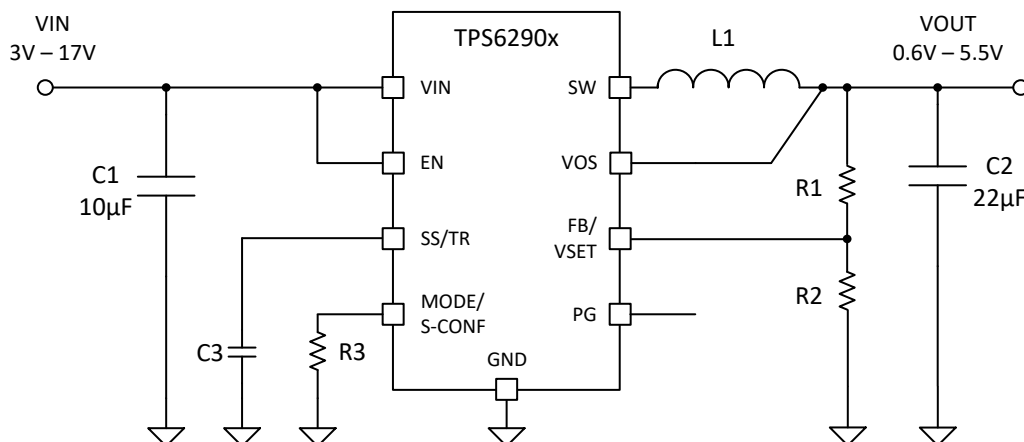 VIN
3V – 17V
TPS6290x
L1
VOUT
0.6V – 5.5V
VIN
SW
EN
VOS
C1
10µF
R1
C2
22µF
SS/TR
FB/
VSET
MODE/
S-CONF
R2
PG
C3
R3
GND